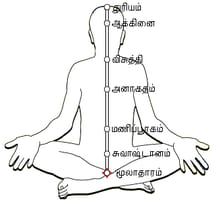 துரியம்
ஆக்கினை
விசுத்தி
அனாகதம்
மணிப்பூரகம்
சுவாஷ்டானம்
மூலாதாரம்